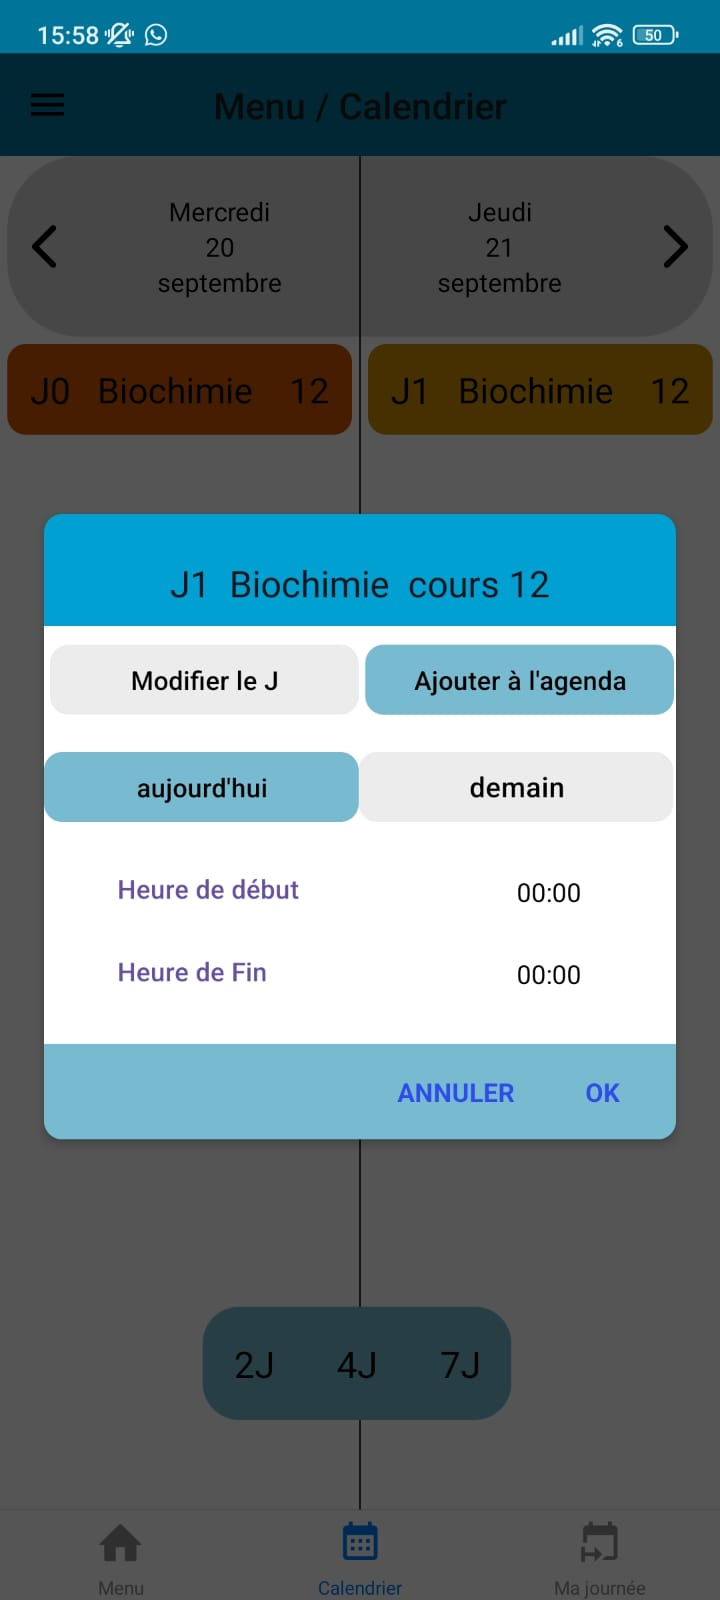 15:58 50
Menu / Calendrier
Mercredi
20
septembre
Jeudi
21
septembre
J0 Biochimie 12
J1 Biochimie 12
J1 Biochimie cours 12
Modifier le J
Ajouter à l'agenda
aujourd'hui
demain
Heure de début 00:00
Heure de Fin 00:00
ANNULER OK
2J 4J 7J
Menu Calendrier Ma journée